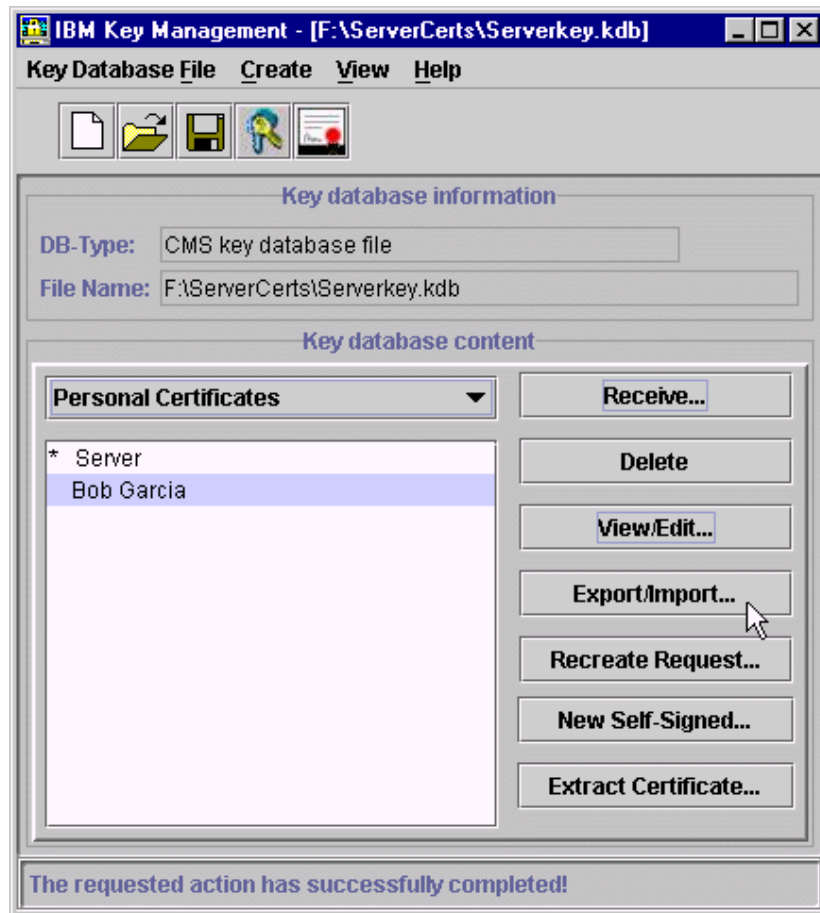 IBM Key Management - [F:\ServerCerts\Serverkey.kdb]
Key Database File Create View Help
Key database information
DB-Type: CMS key database file
File Name: F:\ServerCerts\Serverkey.kdb
Key database content
Personal Certificates
Receive...
* Server
Delete
Bob Garcia
View/Edit...
Export/Import...
Recreate Request...
New Self-Signed...
Extract Certificate...
The requested action has successfully completed!